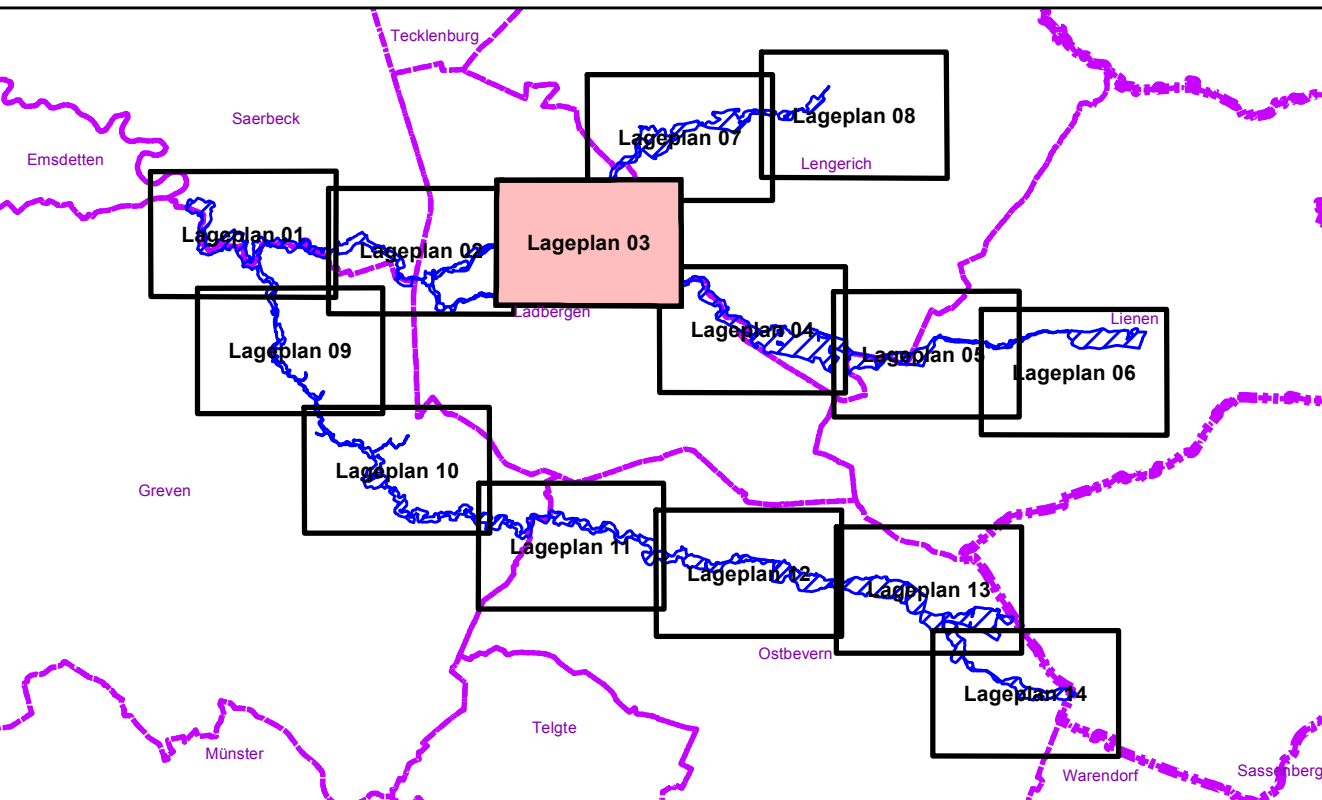 Tecklenburg
Saerbeck
Lageplan 08
Lageplan 07
Emsdetten
Lengerich
Lageplan 01
Lageplan 02
Lageplan 03
Ladbergen
Lienen
Lageplan 04
Lageplan 09
Lageplan 05
Lageplan 06
Lageplan 10
Greven
Lageplan 11
Lageplan 12
Lageplan 13
Ostbevern
Lageplan 14
Telgte
Münster
Warendorf
Sassenberg